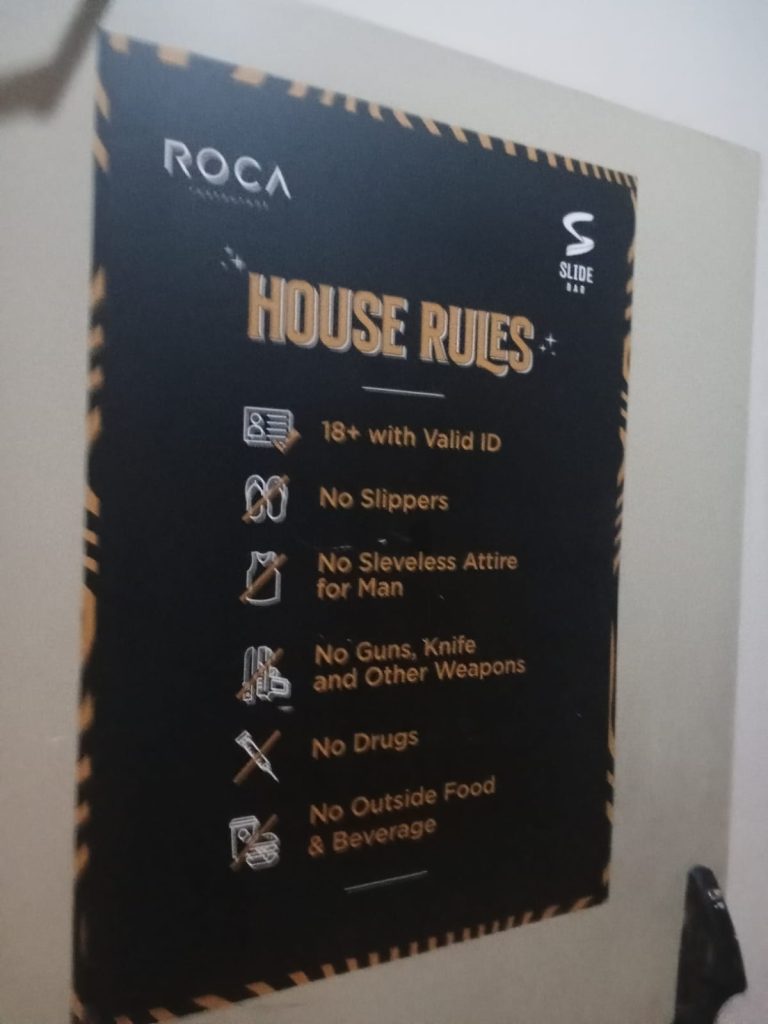 ROCA
SLIDE
BAR
HOUSE RULES
18+ with Valid ID
No Slippers
No Sleveless Attire
for Man
No Guns, Knife
and Other Weapons
No Drugs
No Outside Food
& Beverage